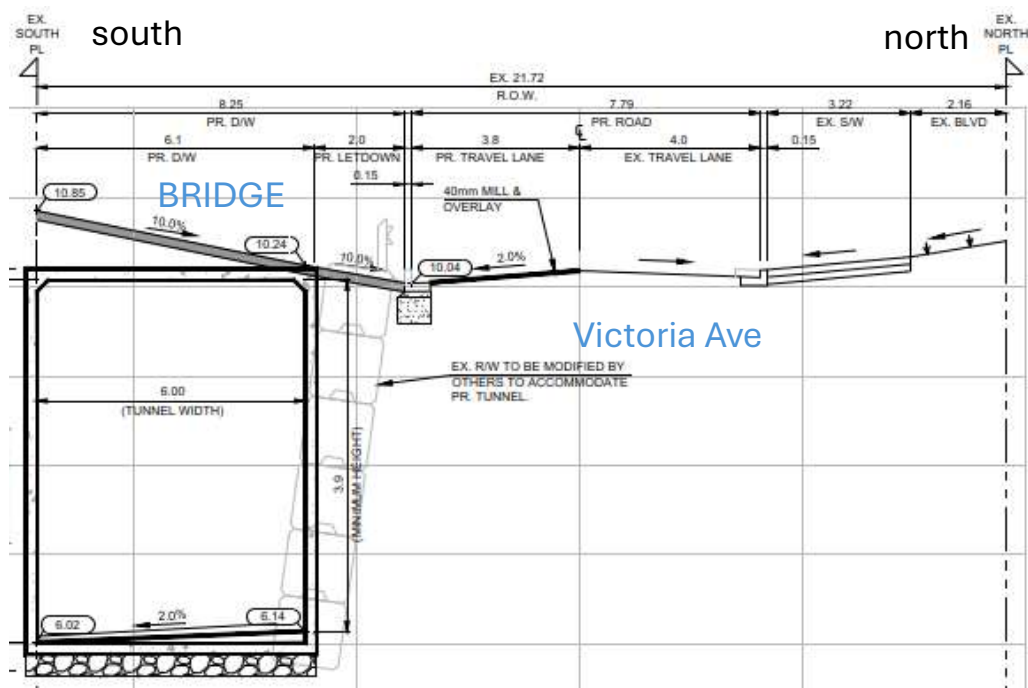 EX.
SOUTH
PL
south
north
EX.
NORTH
PL
EX. 21.72
R.O.W.
8.25
PR. D/W
7.79
PR. ROAD
3.22
EX. S/W
2.16
EX. BLVD
6.1
PR. D/W
2.0
PR. LETDOWN
0.15
3.8
PR. TRAVEL LANE
℄
4.0
EX. TRAVEL LANE
0.15
10.85
BRIDGE
10.0%
10.24
10.0%
10.04
40mm MILL &
OVERLAY
2.0%
Victoria Ave
EX. R/W TO BE MODIFIED BY
OTHERS TO ACCOMMODATE
PR. TUNNEL.
6.00
(TUNNEL WIDTH)
3.9
(MINIMUM HEIGHT)
6.02
2.0%
6.14